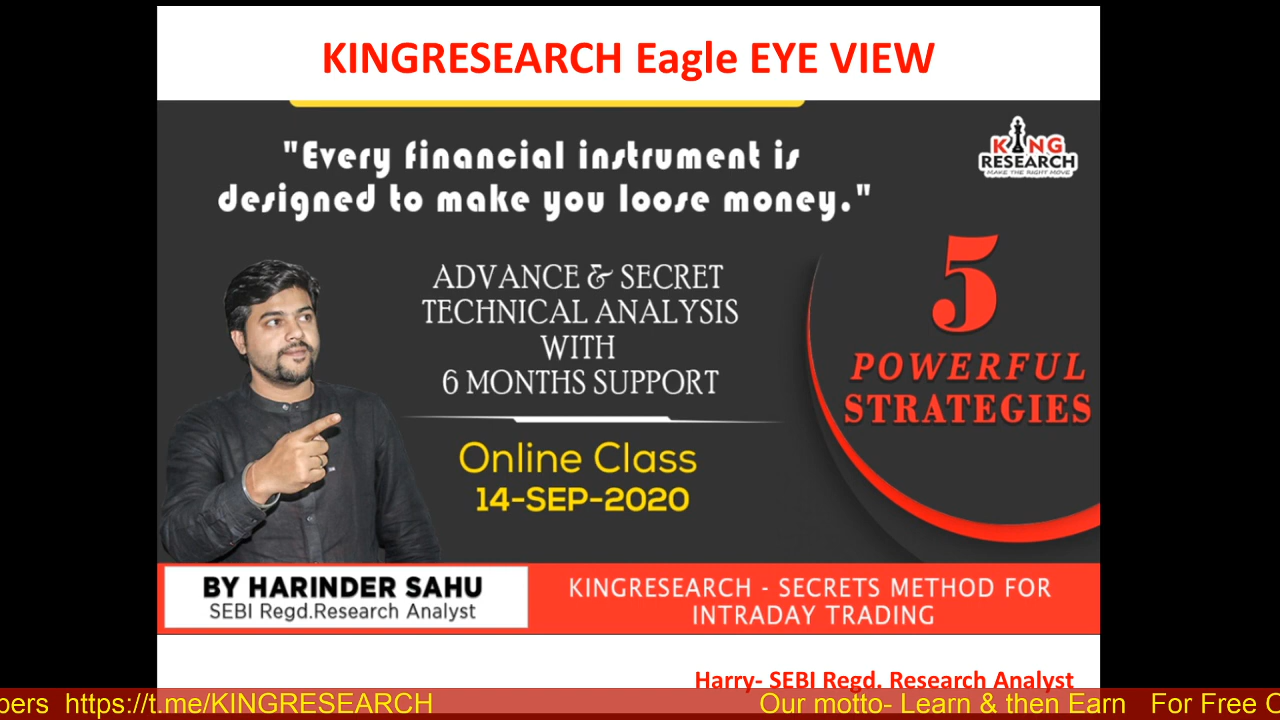 KINGRESEARCH Eagle EYE VIEW
"Every financial instrument is
designed to make you loose money."
KING
RESEARCH
MAKE THE RIGHT MOVE
ADVANCE & SECRET
TECHNICAL ANALYSIS
WITH
6 MONTHS SUPPORT
5
POWERFUL
STRATEGIES
Online Class
14-SEP-2020
BY HARINDER SAHU
SEBI Regd.Research Analyst
KINGRESEARCH - SECRETS METHOD FOR
INTRADAY TRADING
Harry- SEBI Regd. Research Analyst
pers https://t.me/KINGRESEARCH Our motto- Learn & then Earn For Free